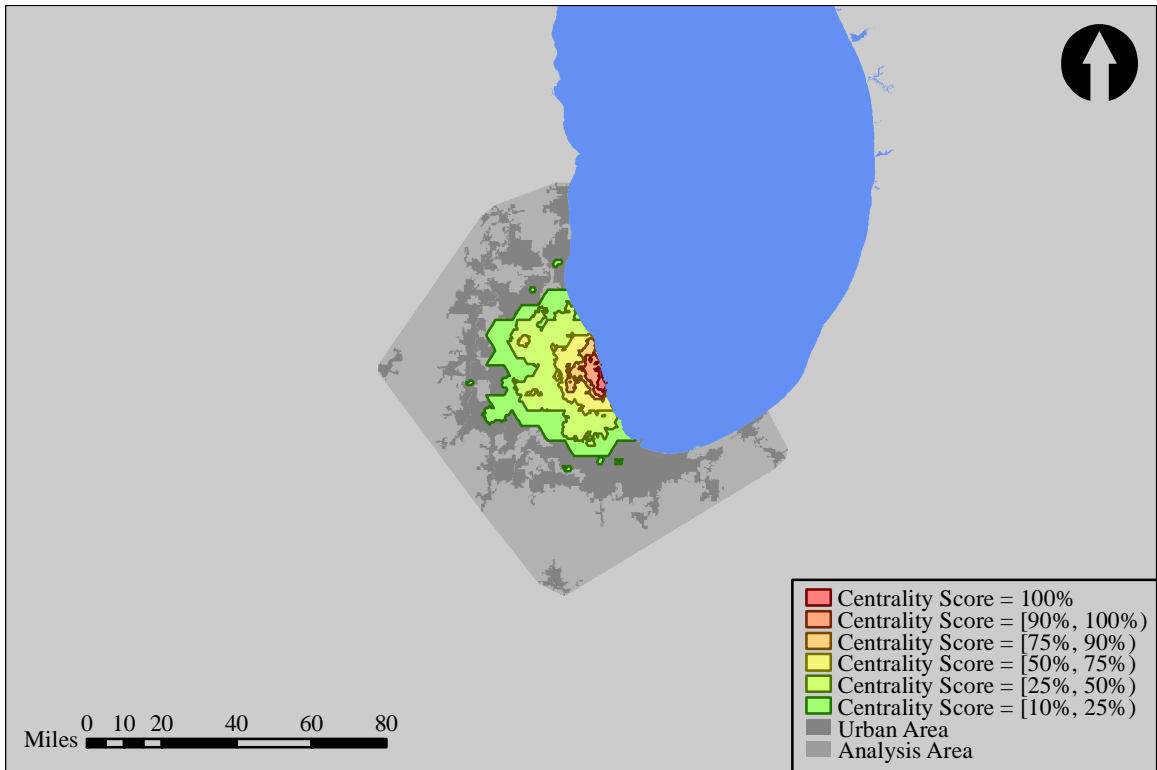 Centrality Score = 100%
Centrality Score = [90%, 100%)
Centrality Score = [75%, 90%)
Centrality Score = [50%, 75%)
Centrality Score = [25%, 50%)
Centrality Score = [10%, 25%)
Urban Area
Analysis Area
0 10 20 40 60 80
Miles